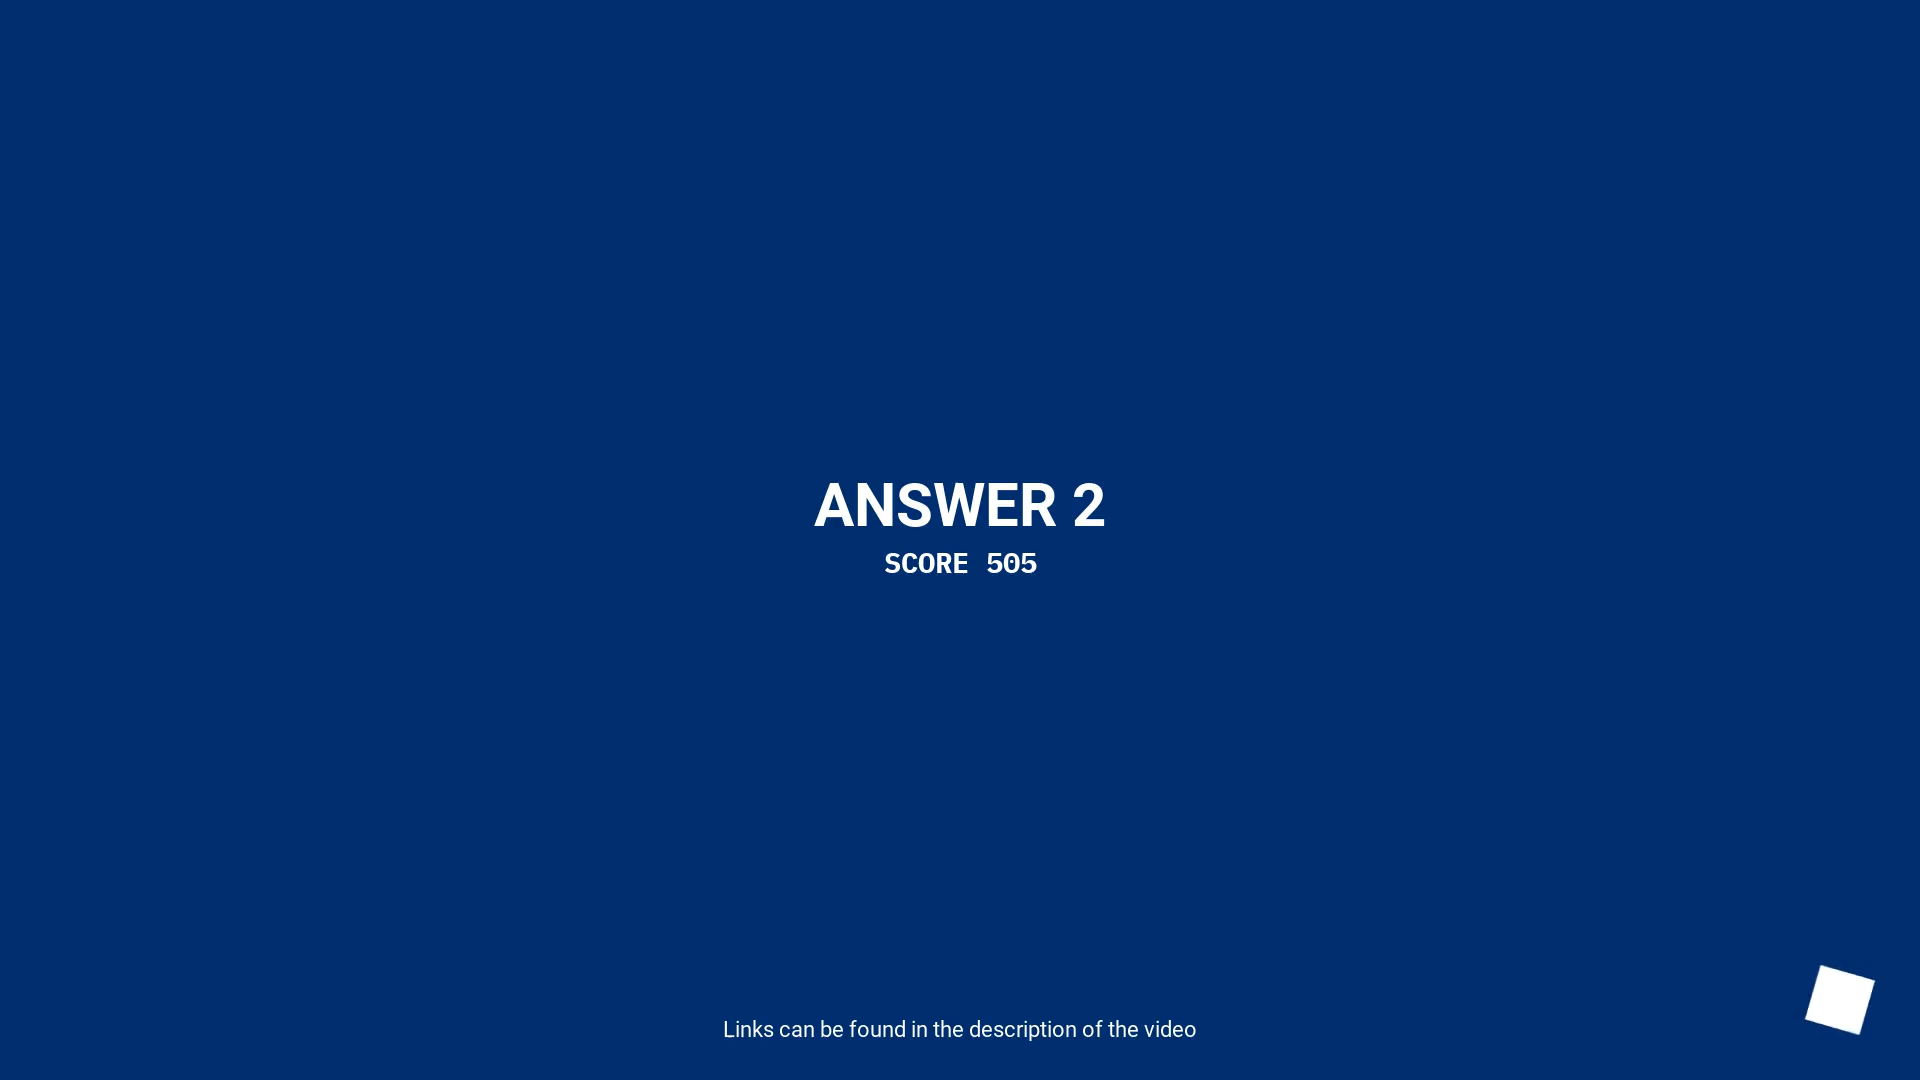 ANSWER 2
SCORE 505
Links can be found in the description of the video